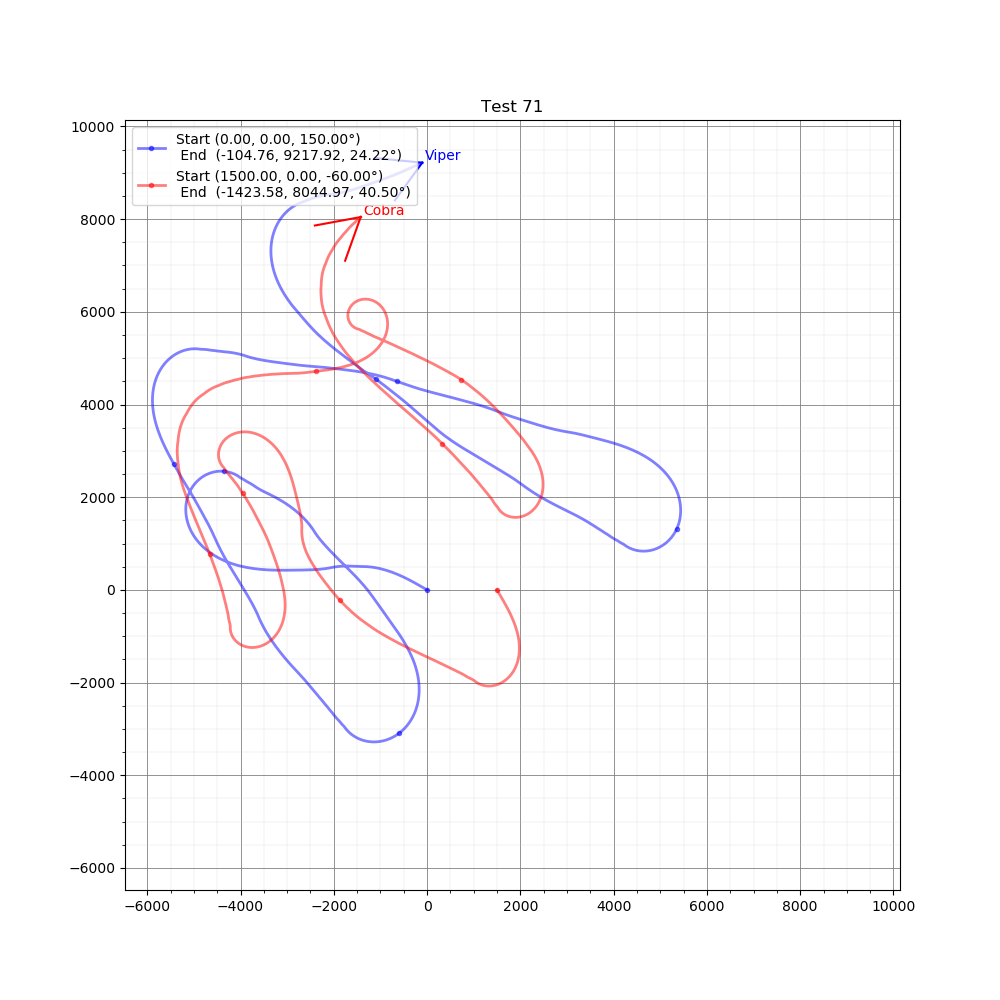 Test 71
Start (0.00, 0.00, 150.00°)
End  (-104.76, 9217.92, 24.22°)
Start (1500.00, 0.00, -60.00°)
End  (-1423.58, 8044.97, 40.50°)
Viper
Cobra
10000
8000
6000
4000
2000
0
−2000
−4000
−6000
−6000 −4000 −2000 0 2000 4000 6000 8000 10000